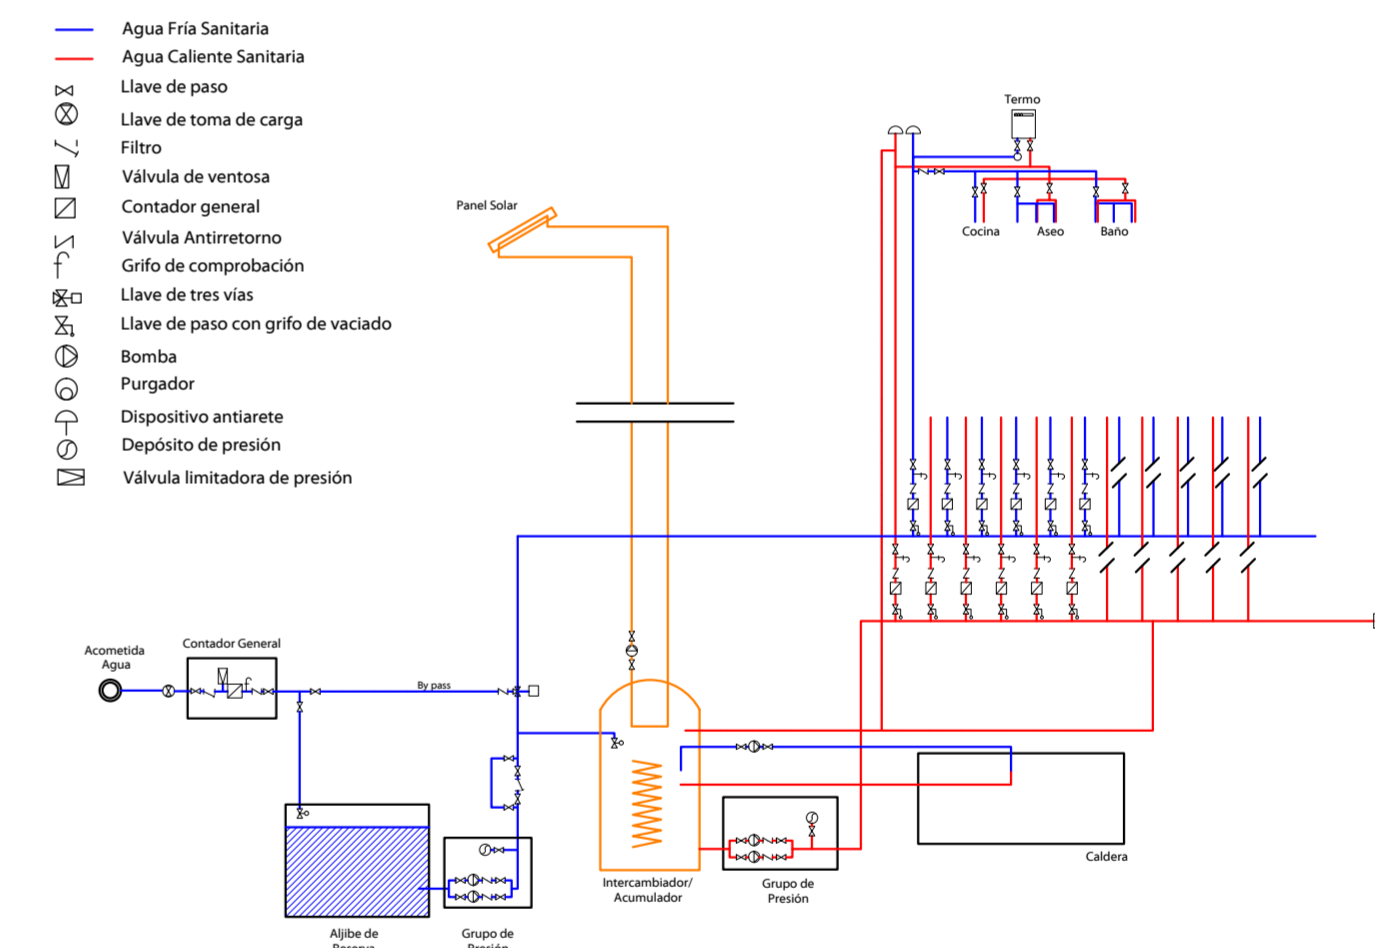 Agua Fría Sanitaria
Agua Caliente Sanitaria
Llave de paso
Llave de toma de carga
Filtro
Válvula de ventosa
Contador general
Válvula Antirretorno
Grifo de comprobación
Llave de tres vías
Llave de paso con grifo de vaciado
Bomba
Purgador
Dispositivo antiarete
Depósito de presión
Válvula limitadora de presión
Termo
Panel Solar
Cocina
Aseo
Baño
Contador General
Acometida
Agua
By pass
Caldera
Intercambiador/
Acumulador
Grupo de
Presión
Aljibe de
Reserva
Grupo de
Presión